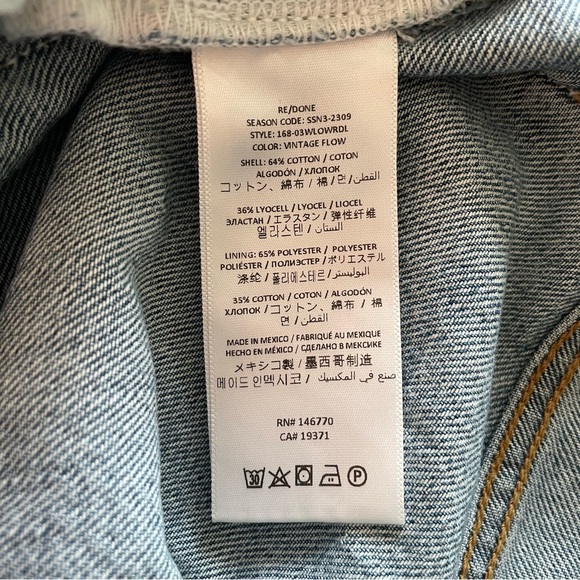 RE/DONE
SEASON CODE: SSN3-2309
STYLE: 168-03WLOWRDL
COLOR: VINTAGE FLOW
SHELL: 64% COTTON / COTON
ALGODÓN / ХЛОПОК
コットン、綿布 / 棉 / 면 / القطن
36% LYOCELL / LYOCEL / LIOCEL
ЭЛАСТАН / エラスタン / 弹性纤维
엘라스텐 / الستان
LINING: 65% POLYESTER / POLYESTER
POLIÉSTER / ПОЛИЭСТЕР / ポリエステル
涤纶 / 폴리에스테르 / البوليستر
35% COTTON / COTON / ALGODÓN
ХЛОПОК / コットン、綿布 / 棉
면 / القطن
MADE IN MEXICO / FABRIQUÉ AU MEXIQUE
HECHO EN MÉXICO / СДЕЛАНО В МЕКСИКЕ
メキシコ製 / 墨西哥制造
메이드 인멕시코 / صنع في المكسيك
RN# 146770
CA# 19371
30 P